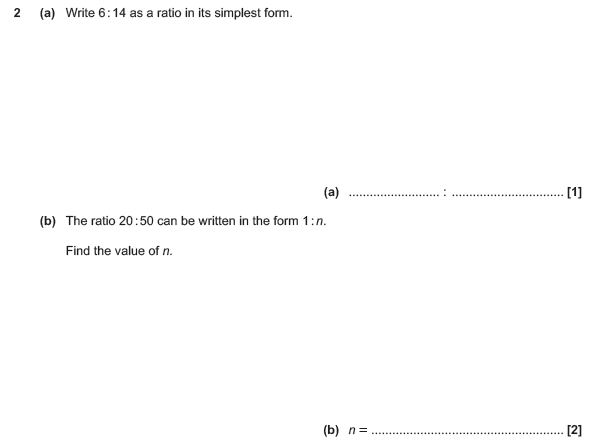 2 (a) Write 6 : 14 as a ratio in its simplest form.
(a) .......................... : ................................ [1]
(b) The ratio 20 : 50 can be written in the form 1 : n.
Find the value of n.
(b) n = ....................................................... [2]